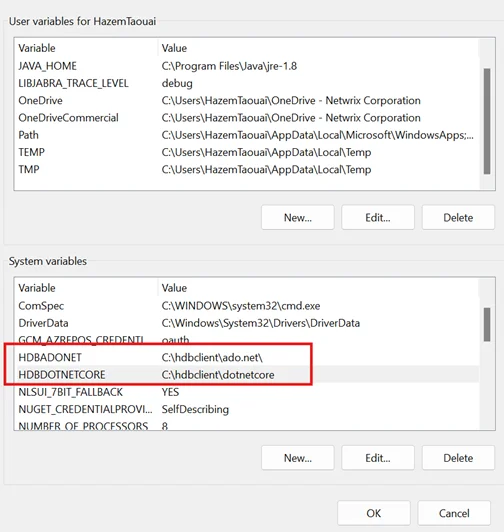 User variables for HazemTaouai
Variable Value
JAVA_HOME C:\Program Files\Java\jre-1.8
LIBJABRA_TRACE_LEVEL debug
OneDrive C:\Users\HazemTaouai\OneDrive - Netwrix Corporation
OneDriveCommercial C:\Users\HazemTaouai\OneDrive - Netwrix Corporation
Path C:\Users\HazemTaouai\AppData\Local\Microsoft\WindowsApps;...
TEMP C:\Users\HazemTaouai\AppData\Local\Temp
TMP C:\Users\HazemTaouai\AppData\Local\Temp
New... Edit... Delete
System variables
Variable Value
ComSpec C:\WINDOWS\system32\cmd.exe
DriverData C:\Windows\System32\Drivers\DriverData
GCM_AZREPOS_CREDENTI... oauth
HDBADONET C:\hdbclient\ado.net\
HDBDOTNETCORE C:\hdbclient\dotnetcore
NLSUI_7BIT_FALLBACK YES
NUGET_CREDENTIALPROVI... SelfDescribing
NUMBER_OF_PROCESSORS 8
New... Edit... Delete
OK Cancel